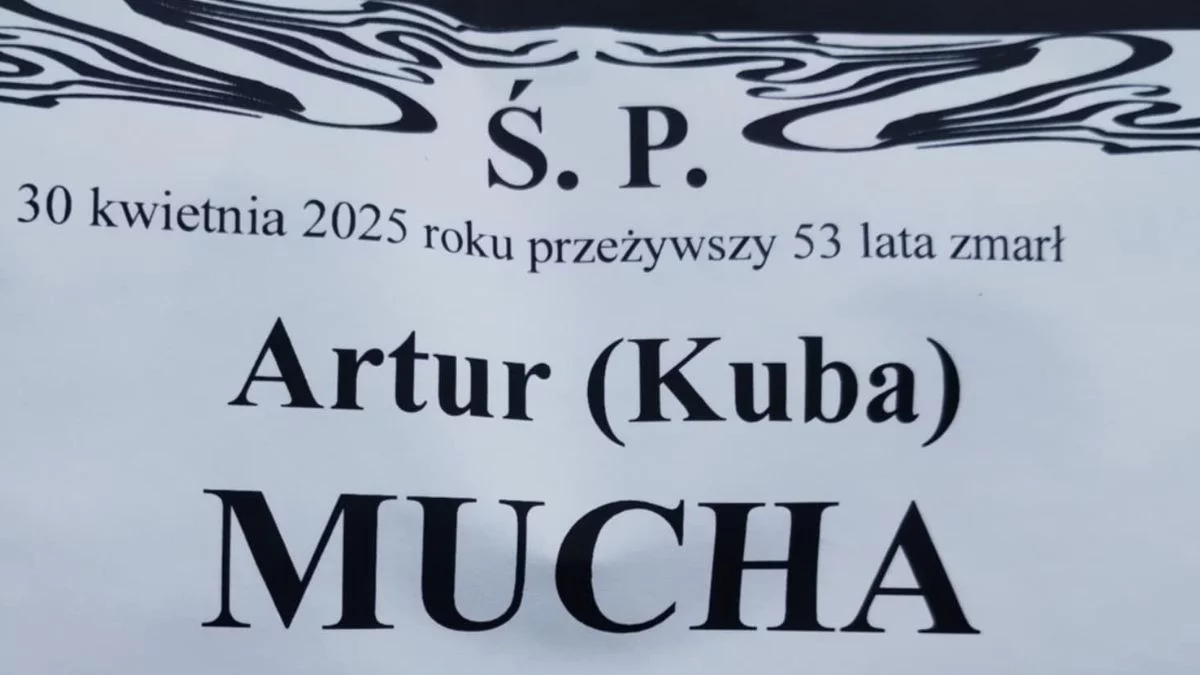 Ś. P.
30 kwietnia 2025 roku przeżywszy 53 lata zmarł
Artur (Kuba)
MUCHA